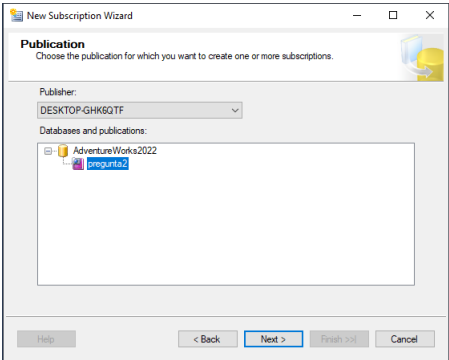 New Subscription Wizard
Publication
Choose the publication for which you want to create one or more subscriptions.
Publisher:
DESKTOP-GHK6QTF
Databases and publications:
AdventureWorks2022
pregunta2
Help
< Back
Next >
Finish >>|
Cancel